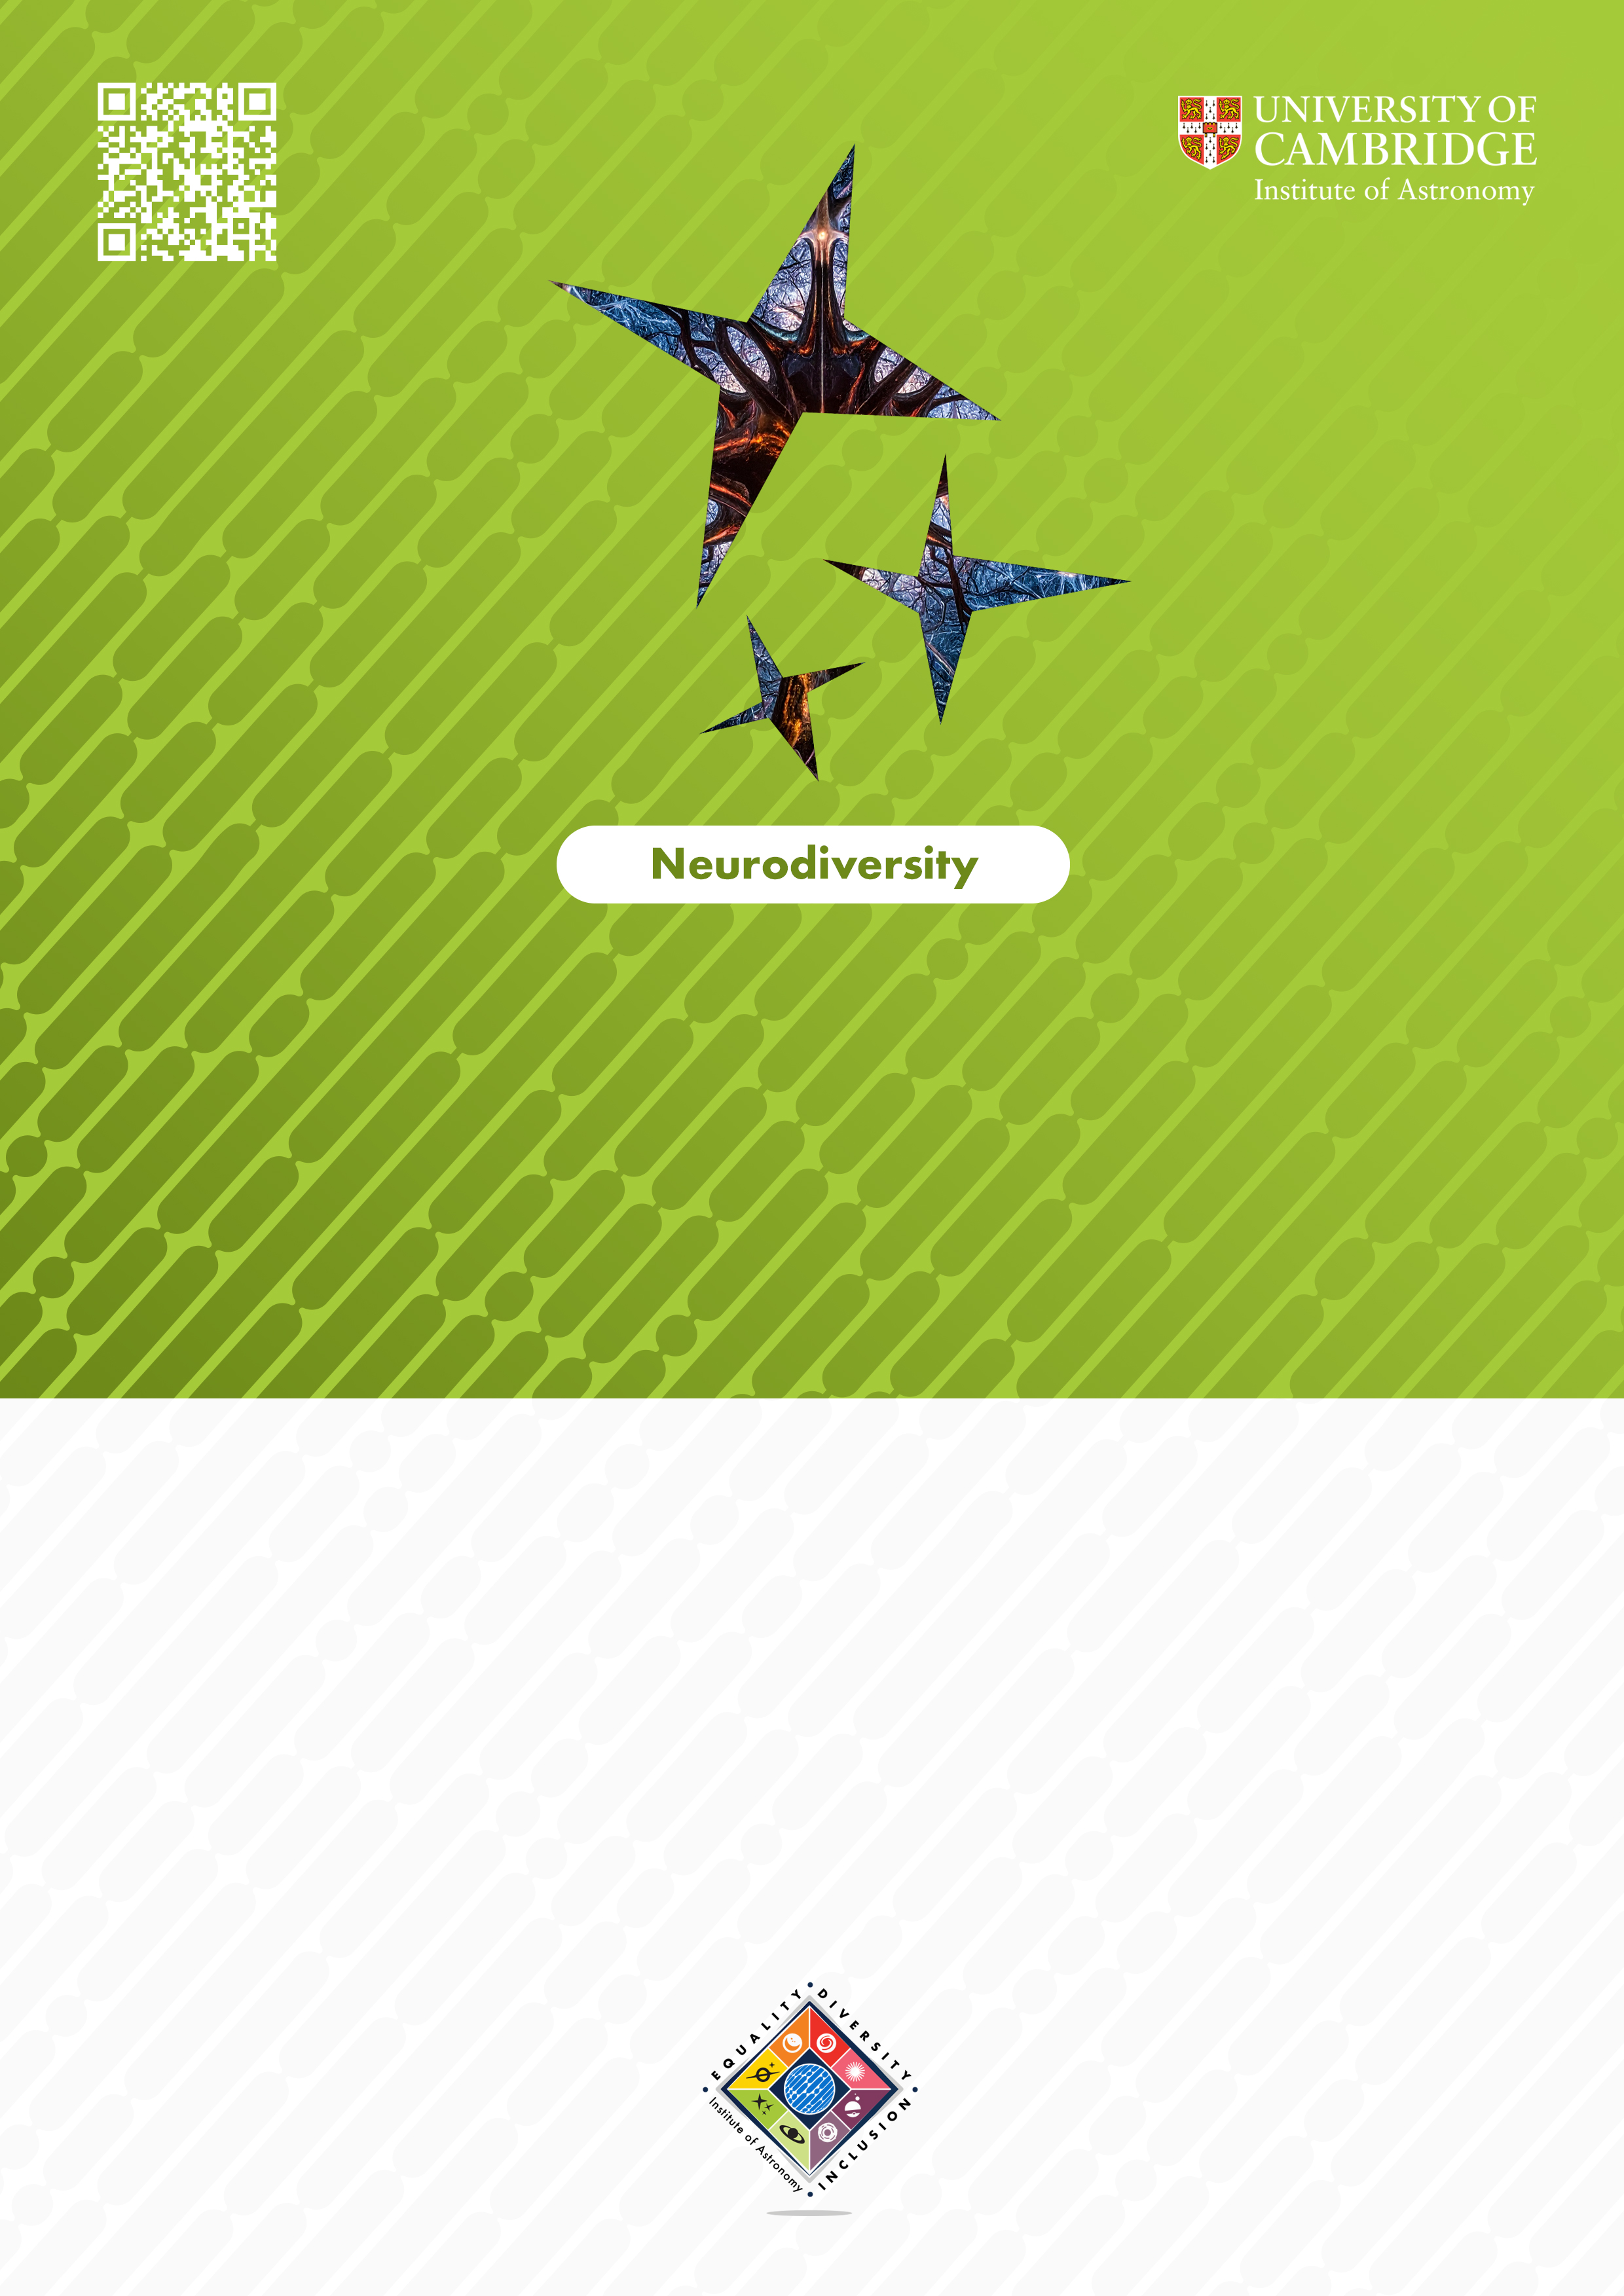 UNIVERSITY OF
CAMBRIDGE
Institute of Astronomy
Neurodiversity
EQUALITY
DIVERSITY
INCLUSION
Institute of Astronomy